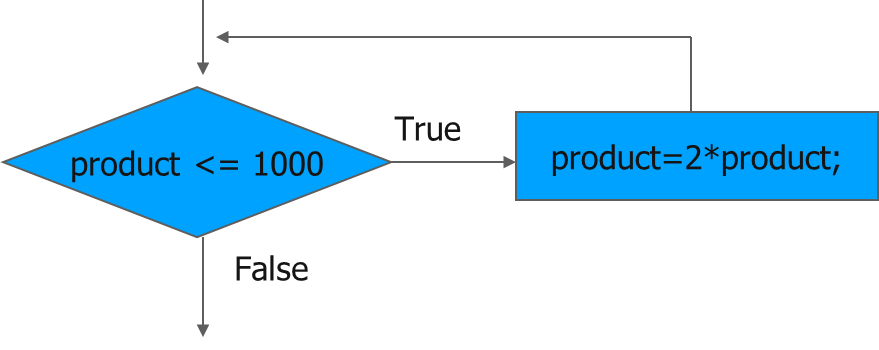 True
product <= 1000
product=2*product;
False